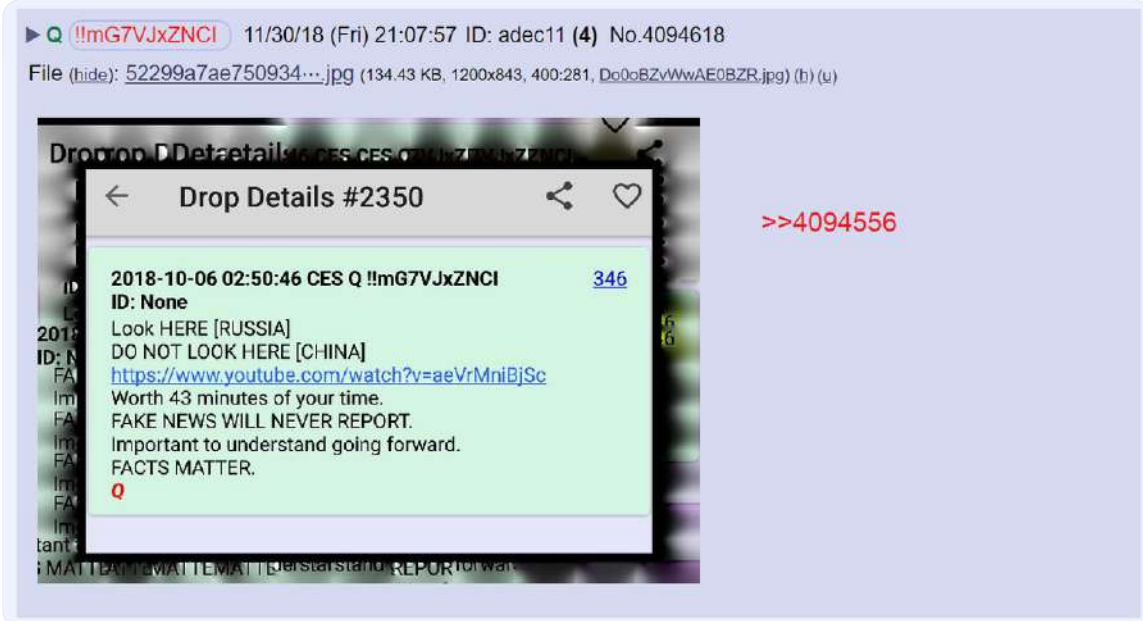 ▶ Q !!mG7VJxZNCI 11/30/18 (Fri) 21:07:57 ID: adec11 (4) No.4094618
File (hide): 52299a7ae750934···.jpg (134.43 KB, 1200x843, 400:281, Do0oBZvWwAE0BZR.jpg) (h) (u)
Drop Details #2350
>>4094556
2018-10-06 02:50:46 CES Q !!mG7VJxZNCI 346
ID: None
Look HERE [RUSSIA]
DO NOT LOOK HERE [CHINA]
https://www.youtube.com/watch?v=aeVrMniBjSc
Worth 43 minutes of your time.
FAKE NEWS WILL NEVER REPORT.
Important to understand going forward.
FACTS MATTER.
Q